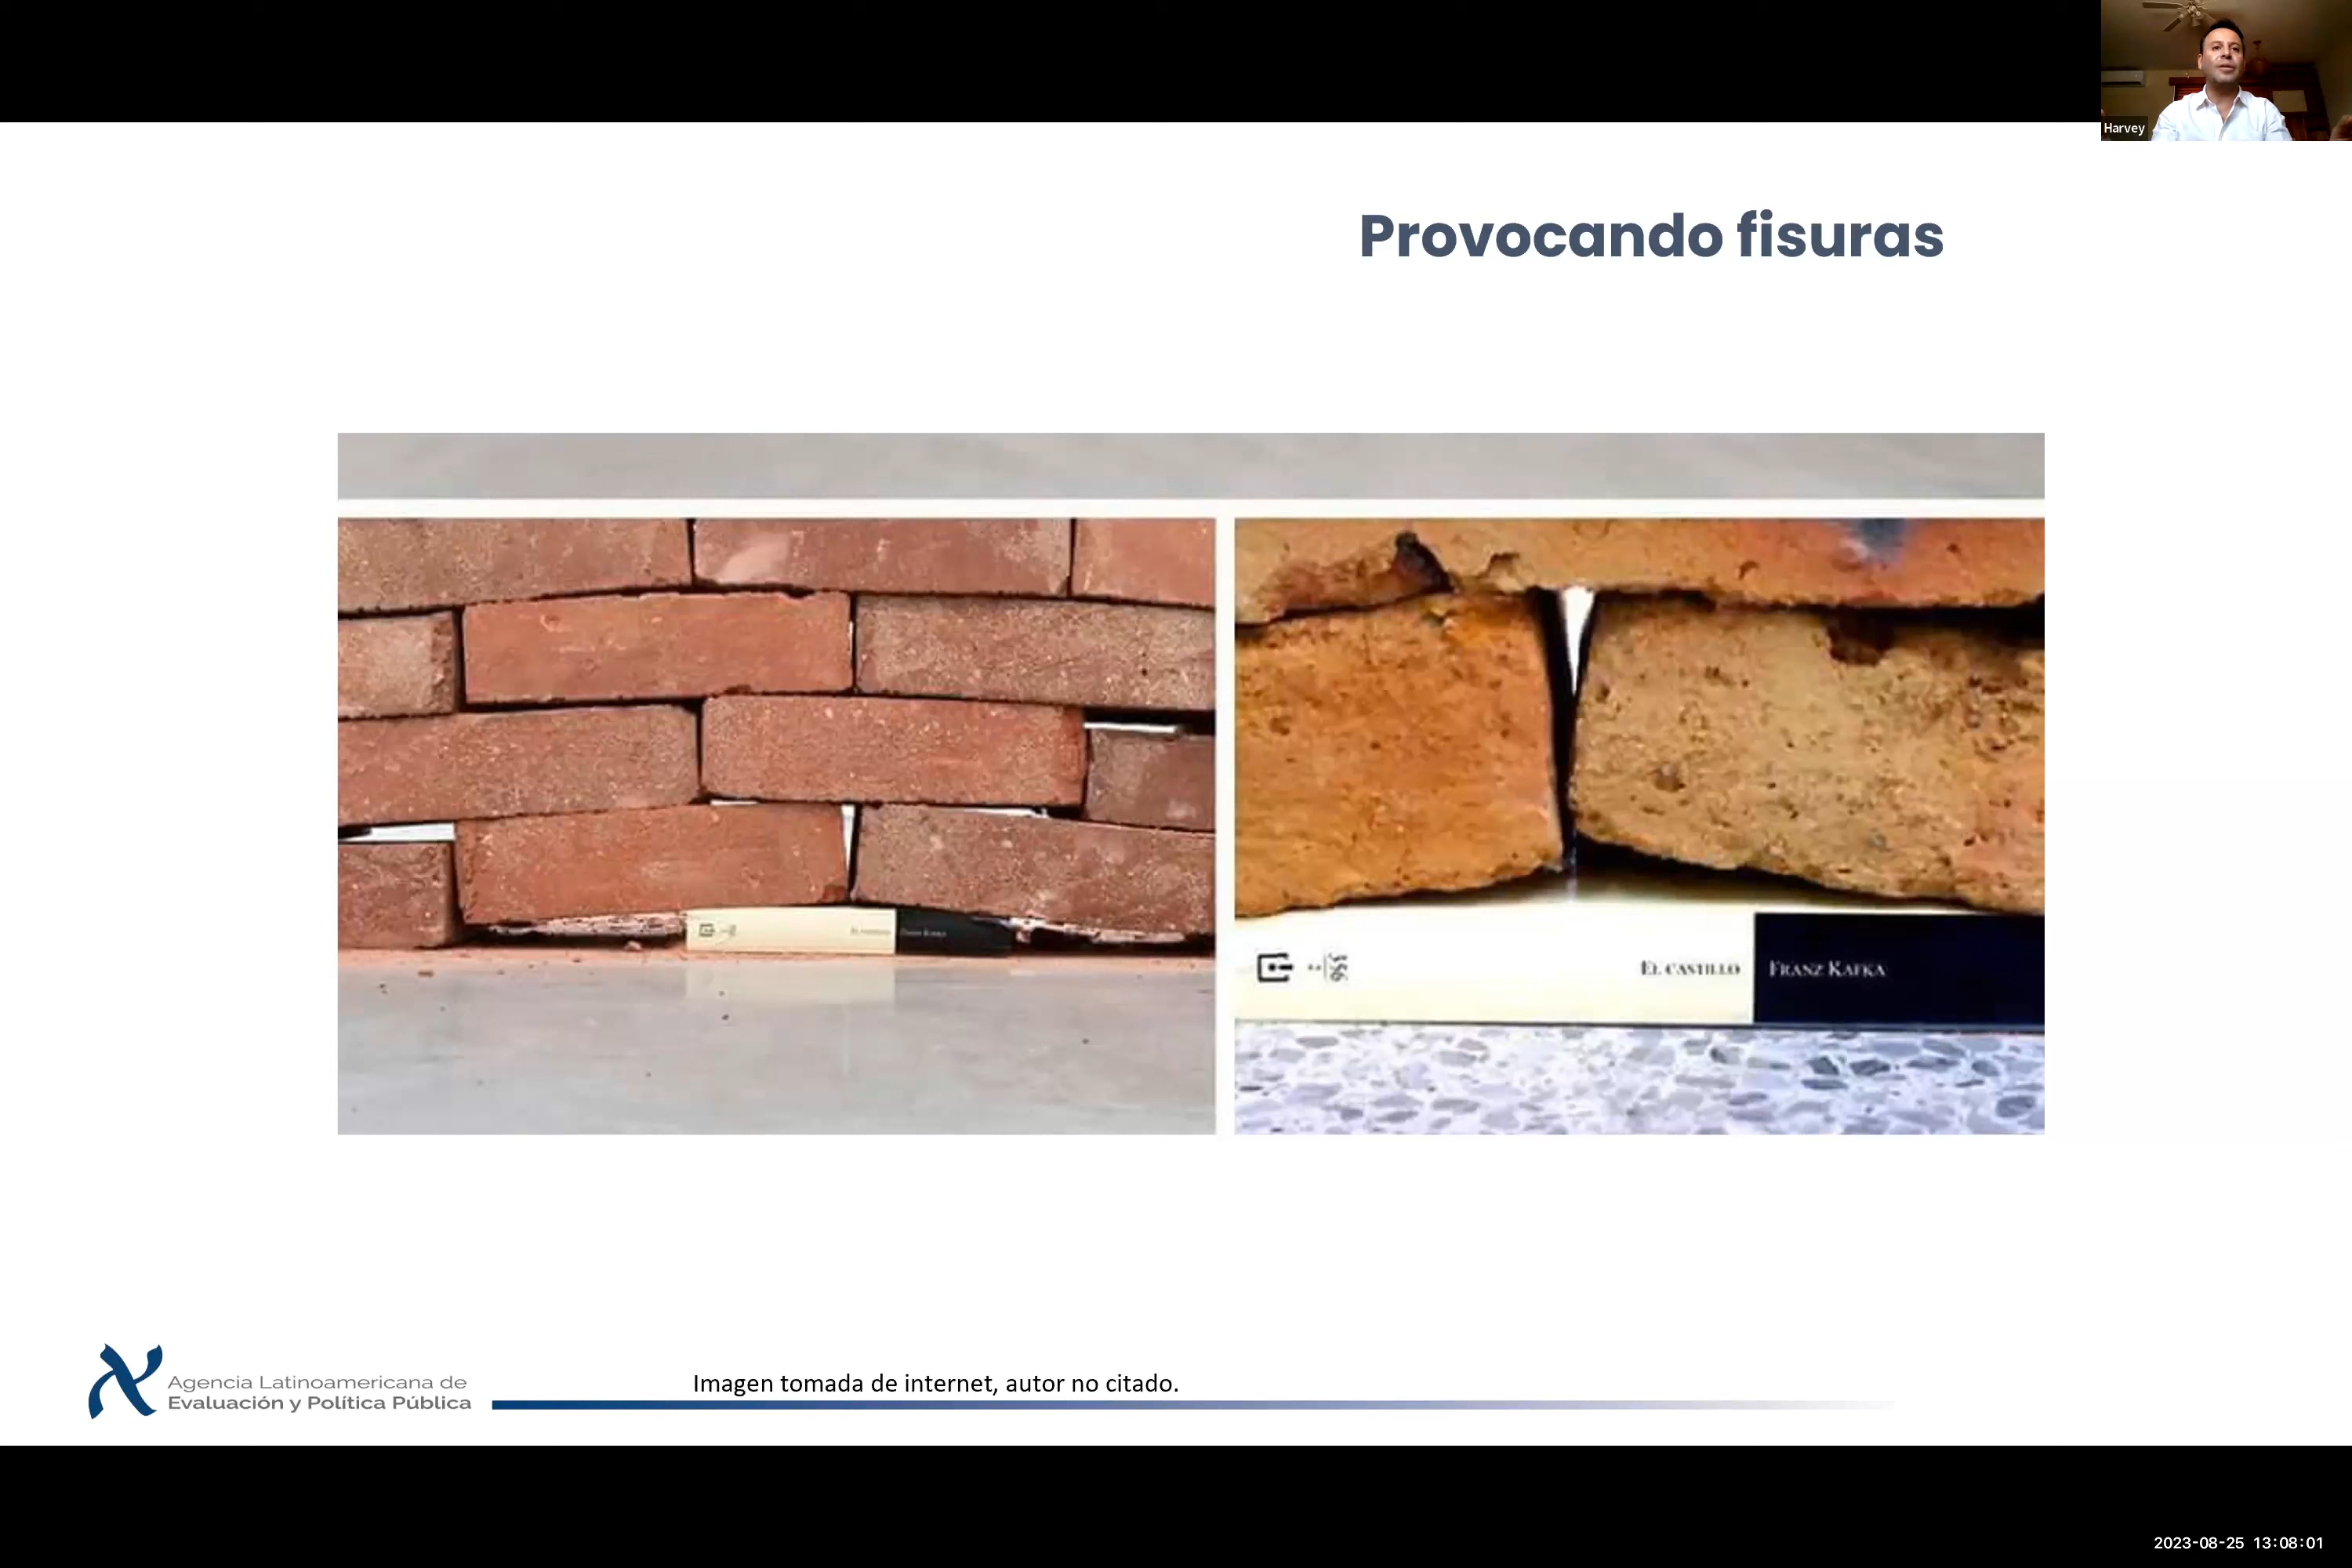 Harvey
Provocando fisuras
356
EL CASTILLO FRANZ KAFKA
Agencia Latinoamericana de
Evaluación y Política Pública
Imagen tomada de internet, autor no citado.
2023-08-25 13:08:01